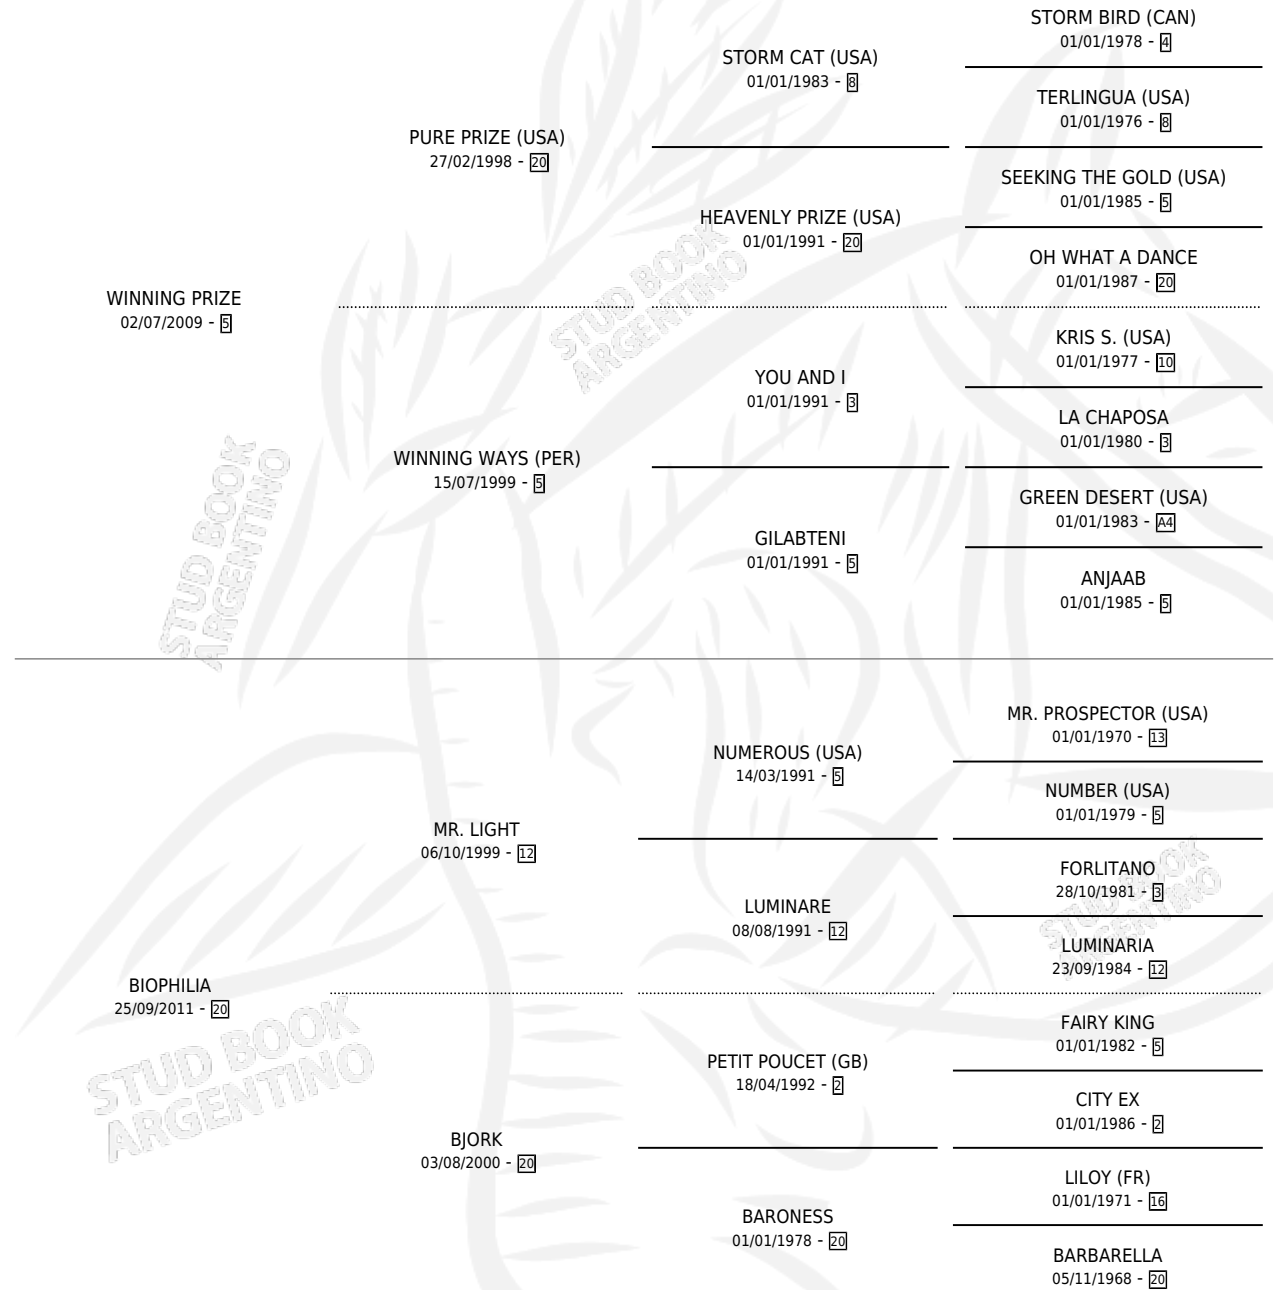 STORM BIRD (CAN)
01/01/1978 - 4
STORM CAT (USA)
01/01/1983 - 8
TERLINGUA (USA)
01/01/1976 - 8
PURE PRIZE (USA)
27/02/1998 - 20
SEEKING THE GOLD (USA)
01/01/1985 - 5
HEAVENLY PRIZE (USA)
01/01/1991 - 20
OH WHAT A DANCE
01/01/1987 - 20
WINNING PRIZE
02/07/2009 - 5
KRIS S. (USA)
01/01/1977 - 10
YOU AND I
01/01/1991 - 3
LA CHAPOSA
01/01/1980 - 3
WINNING WAYS (PER)
15/07/1999 - 5
GREEN DESERT (USA)
01/01/1983 - A4
GILABTENI
01/01/1991 - 5
ANJAAB
01/01/1985 - 5
MR. PROSPECTOR (USA)
01/01/1970 - 13
NUMEROUS (USA)
14/03/1991 - 5
NUMBER (USA)
01/01/1979 - 5
MR. LIGHT
06/10/1999 - 12
FORLITANO
28/10/1981 - 3
LUMINARE
08/08/1991 - 12
LUMINARIA
23/09/1984 - 12
BIOPHILIA
25/09/2011 - 20
FAIRY KING
01/01/1982 - 5
PETIT POUCET (GB)
18/04/1992 - 2
CITY EX
01/01/1986 - 2
BJORK
03/08/2000 - 20
LILOY (FR)
01/01/1971 - 16
BARONESS
01/01/1978 - 20
BARBARELLA
05/11/1968 - 20
STUD BOOK
ARGENTINO
STUD BOOK
ARGENTINO
STUD BOOK
ARGENTINO
STUD BOOK
ARGENTINO